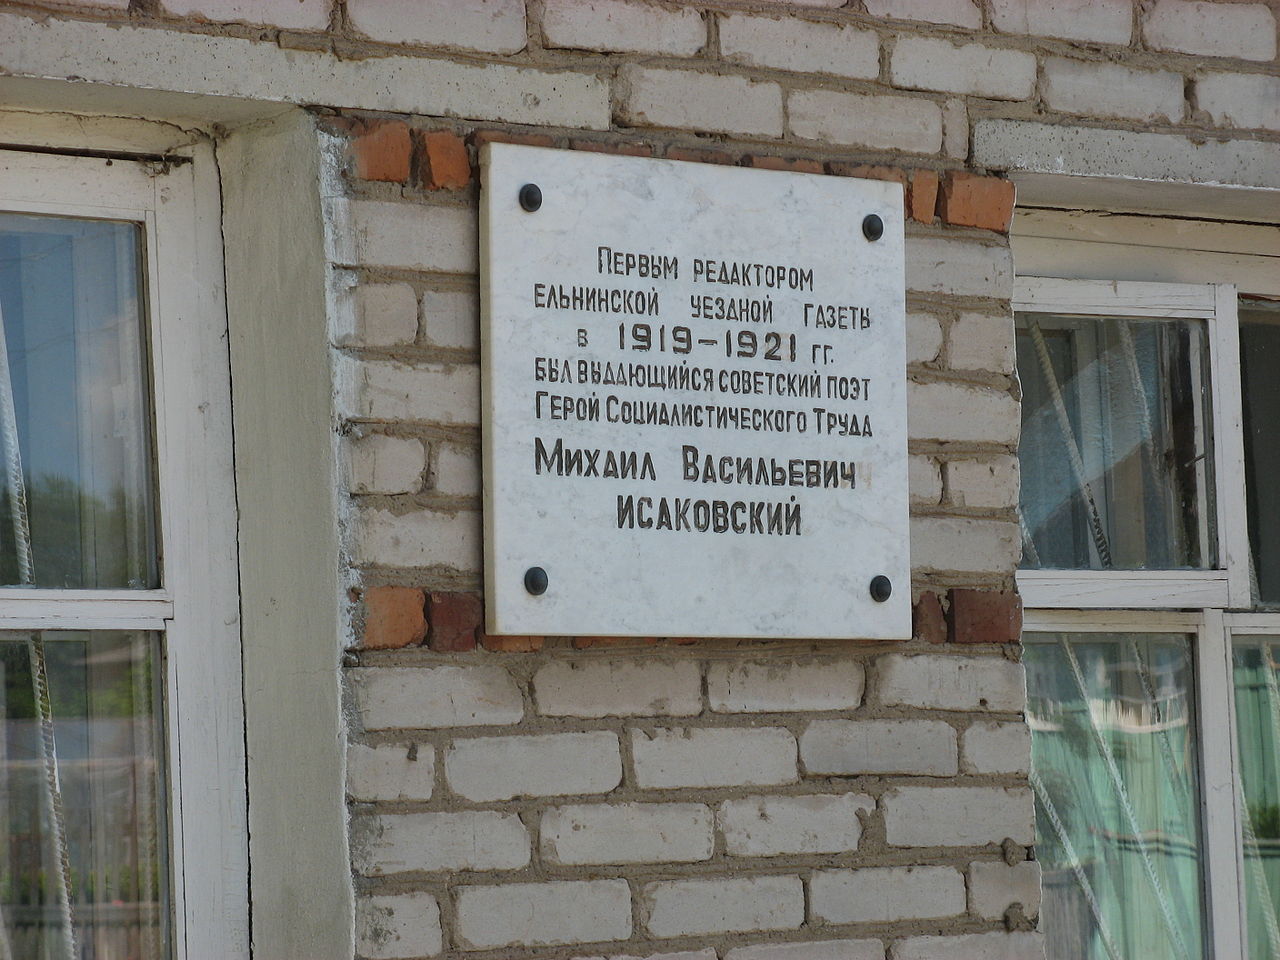 Первым редактором
ельнинской уездной газеты
в 1919-1921 гг.
был выдающийся советский поэт
Герой Социалистического Труда
Михаил Васильевич
Исаковский